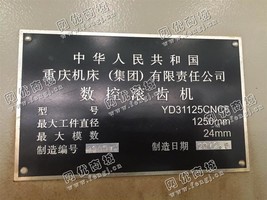 中华人民共和国
重庆机床（集团）有限责任公司
数控滚齿机
型号 YD31125CNC6
最大工件直径 1250mm
最大模数 24mm
制造编号 制造日期